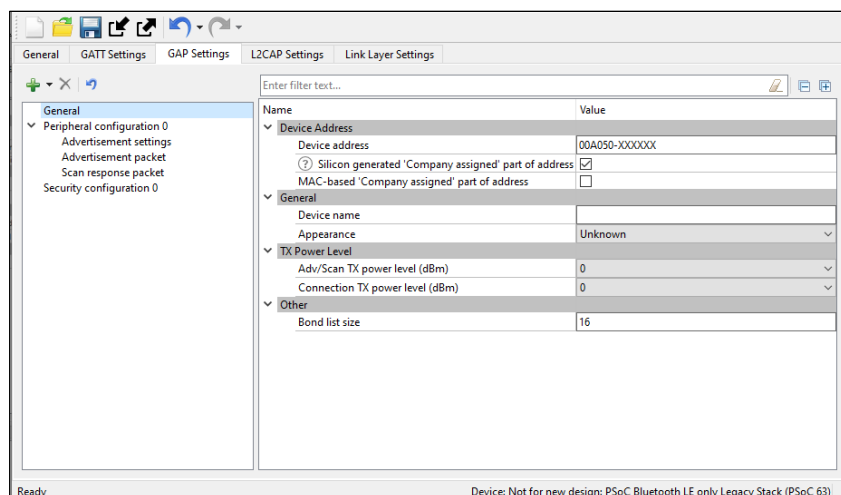 General GATT Settings GAP Settings L2CAP Settings Link Layer Settings
Enter filter text...
General
Peripheral configuration 0
Advertisement settings
Advertisement packet
Scan response packet
Security configuration 0
Name Value
Device Address
Device address 00A050-XXXXXX
? Silicon generated 'Company assigned' part of address
MAC-based 'Company assigned' part of address
General
Device name
Appearance Unknown
TX Power Level
Adv/Scan TX power level (dBm) 0
Connection TX power level (dBm) 0
Other
Bond list size 16
Ready Device: Not for new design: PSoC Bluetooth LE only Legacy Stack (PSoC 63)